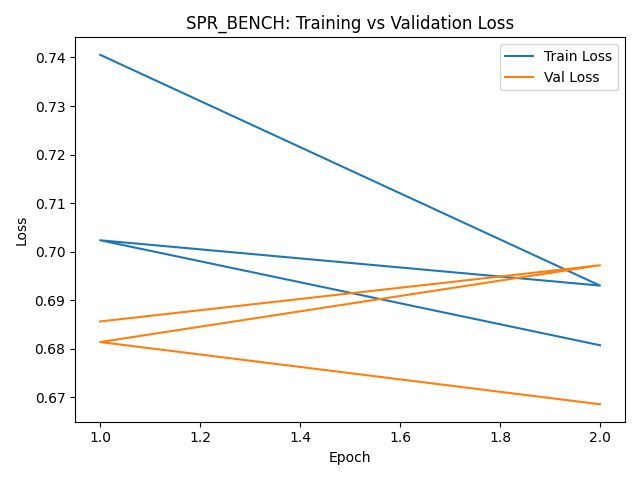 SPR_BENCH: Training vs Validation Loss
Train Loss
Val Loss
Loss
0.74
0.73
0.72
0.71
0.70
0.69
0.68
0.67
1.0 1.2 1.4 1.6 1.8 2.0
Epoch